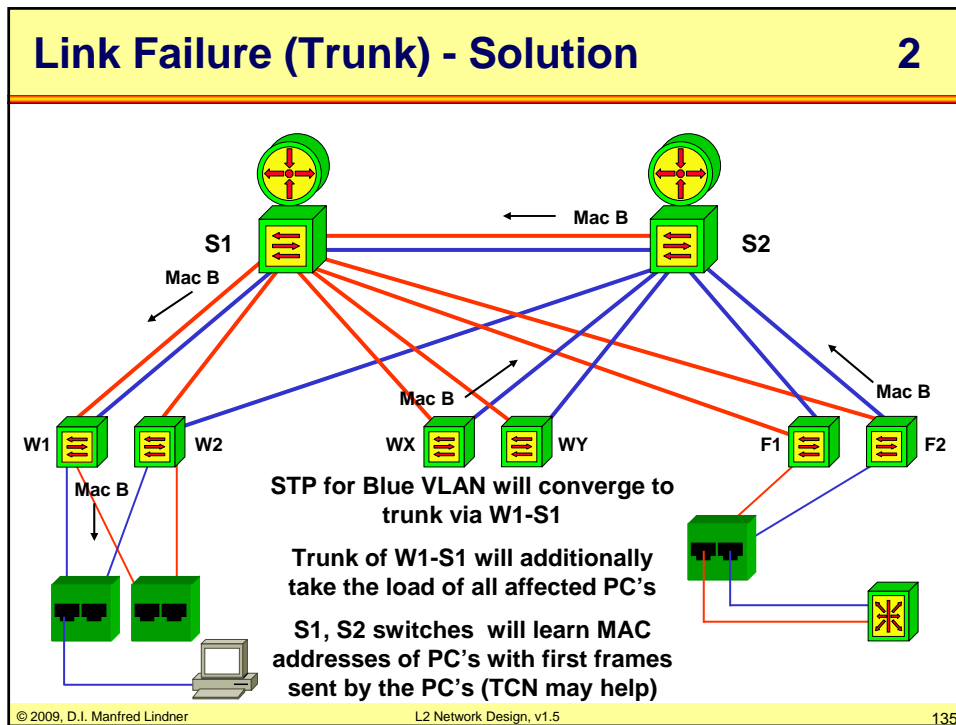 Link Failure (Trunk) - Solution 2
Mac B
S1
S2
Mac B
Mac B
Mac B
W1
W2
WX
WY
F1
F2
Mac B
STP for Blue VLAN will converge to
trunk via W1-S1
Trunk of W1-S1 will additionally
take the load of all affected PC's
S1, S2 switches will learn MAC
addresses of PC's with first frames
sent by the PC's (TCN may help)
© 2009, D.I. Manfred Lindner
L2 Network Design, v1.5
135